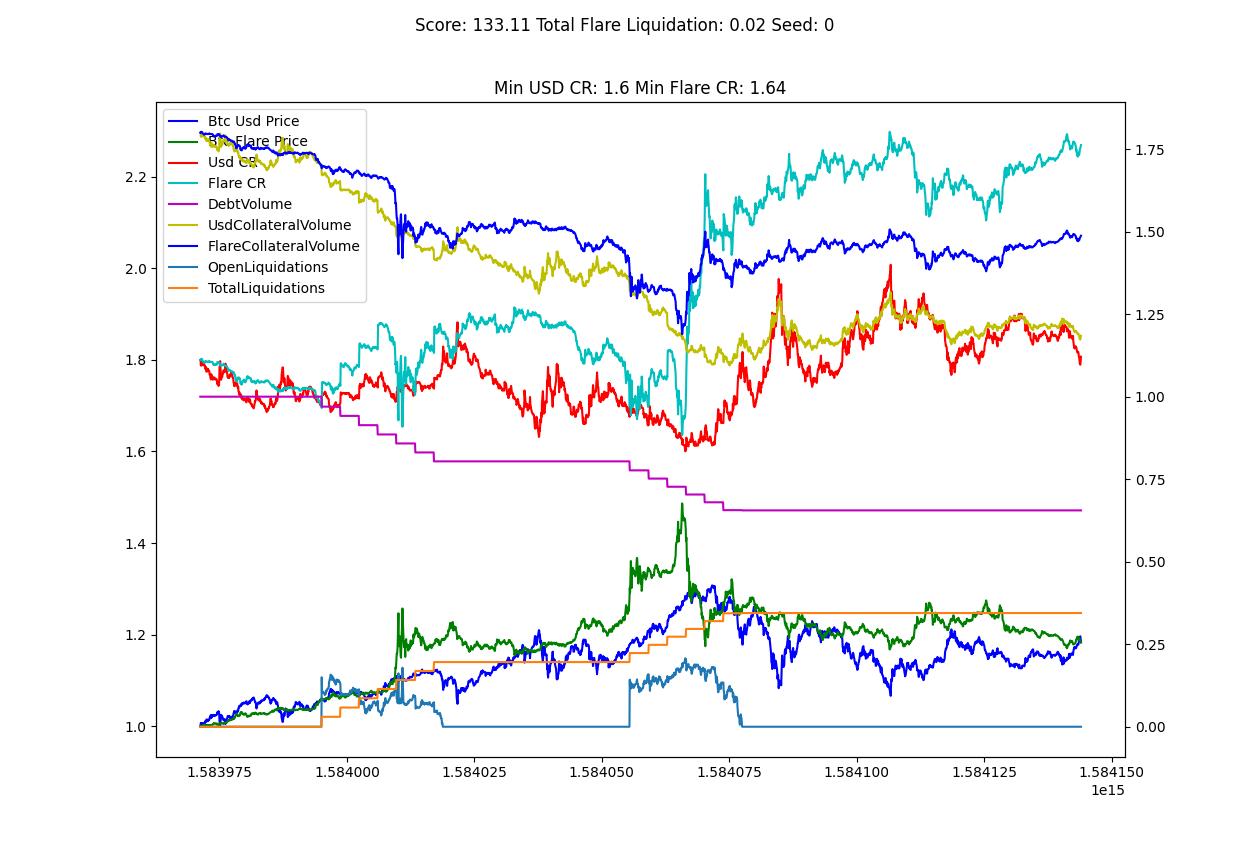 Score: 133.11 Total Flare Liquidation: 0.02 Seed: 0
Min USD CR: 1.6 Min Flare CR: 1.64
Btc Usd Price
Btc Flare Price
Usd CR
Flare CR
DebtVolume
UsdCollateralVolume
FlareCollateralVolume
OpenLiquidations
TotalLiquidations
2.2
2.0
1.8
1.6
1.4
1.2
1.0
1.75
1.50
1.25
1.00
0.75
0.50
0.25
0.00
1.583975 1.584000 1.584025 1.584050 1.584075 1.584100 1.584125 1.584150
1e15